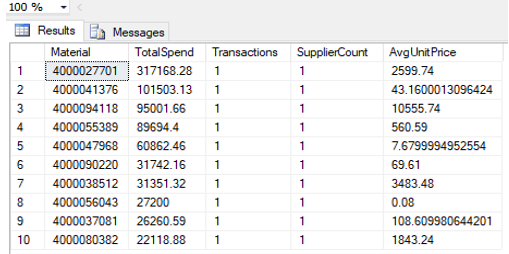 100 %
Results Messages
Material TotalSpend Transactions SupplierCount AvgUnitPrice
1 4000027701 317168.28 1 1 2599.74
2 4000041376 101503.13 1 1 43.1600013096424
3 4000094118 95001.66 1 1 10555.74
4 4000055389 89694.4 1 1 560.59
5 4000047968 60862.46 1 1 7.6799994952554
6 4000090220 31742.16 1 1 69.61
7 4000038512 31351.32 1 1 3483.48
8 4000056043 27200 1 1 0.08
9 4000037081 26260.59 1 1 108.609980644201
10 4000080382 22118.88 1 1 1843.24